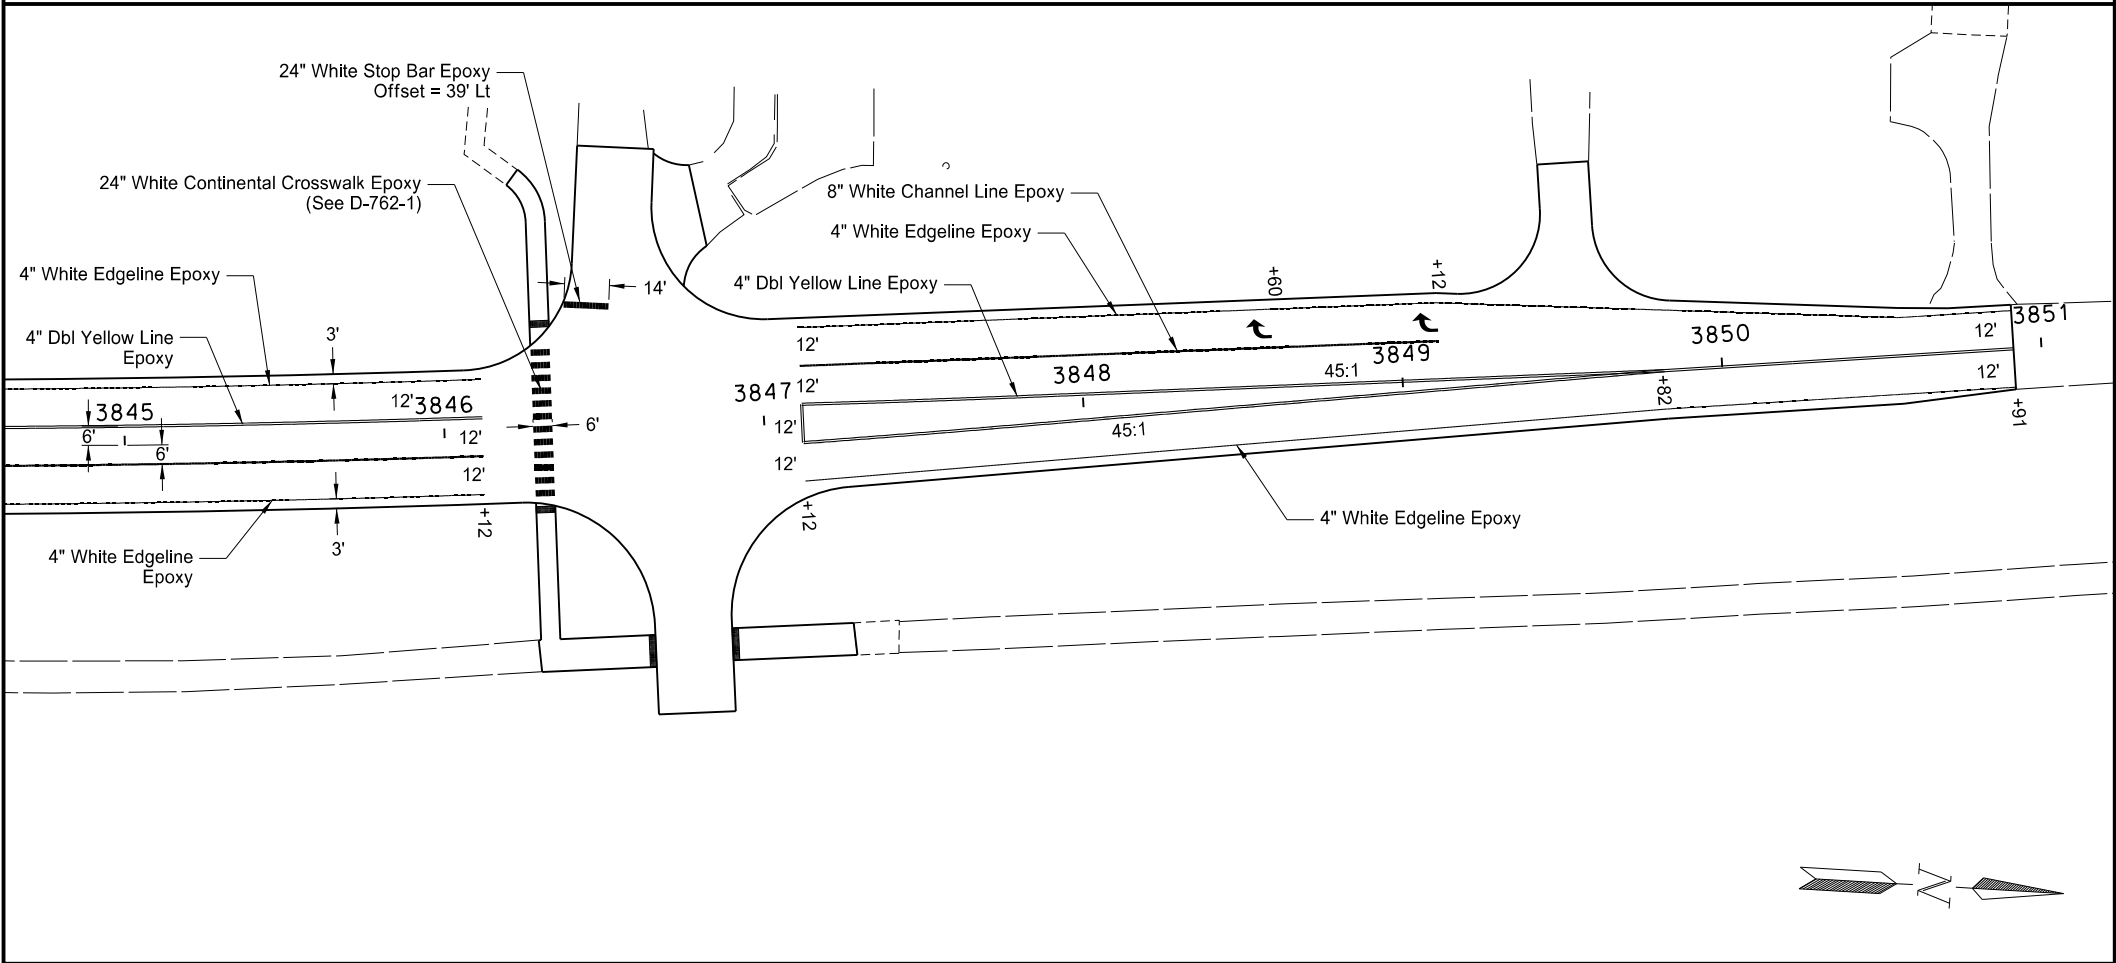 24" White Stop Bar Epoxy
Offset = 39' Lt
24" White Continental Crosswalk Epoxy
(See D-762-1)
8" White Channel Line Epoxy
4" White Edgeline Epoxy
4" White Edgeline Epoxy
4" Dbl Yellow Line Epoxy
4" Dbl Yellow Line
Epoxy
14'
+60
+12
3'
12'
12'
12'
3845
3846
3847
3848
3849
3850
3851
12'
12'
12'
12'
12'
12'
6'
6'
6'
45:1
45:1
+82
+91
+12
+12
3'
4" White Edgeline
Epoxy
4" White Edgeline Epoxy
N